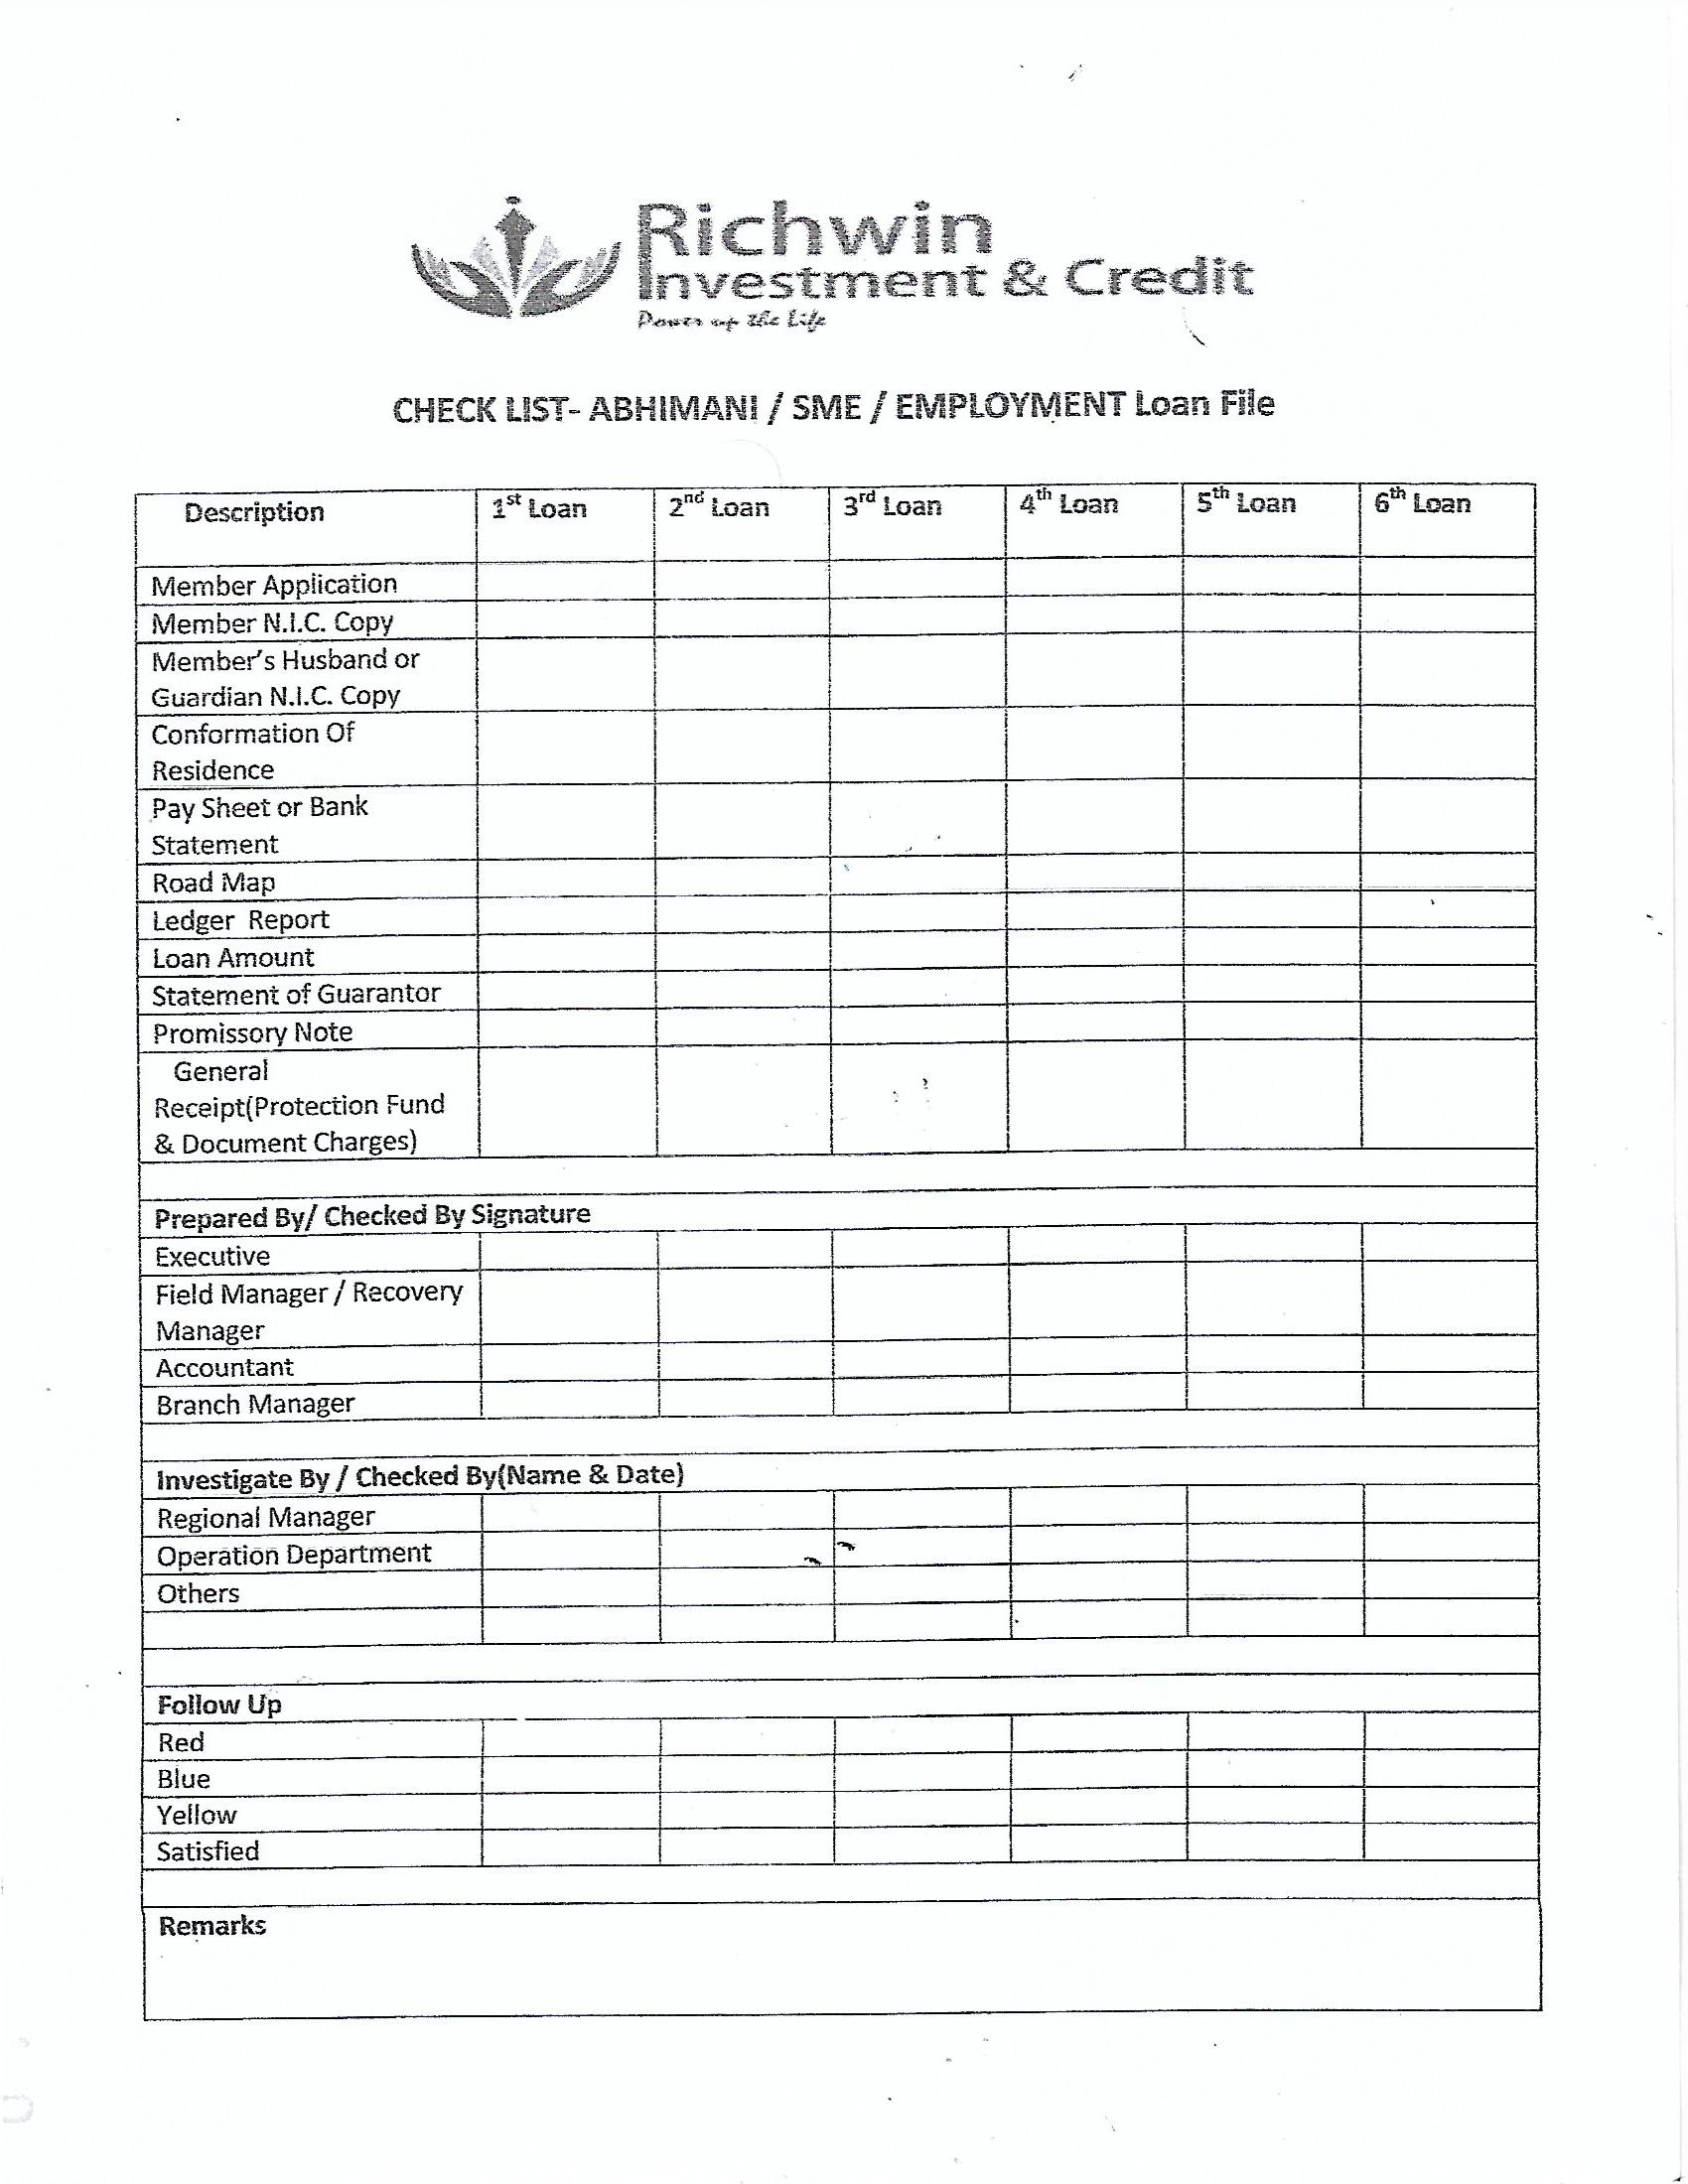 Richwin
Investment & Credit
Power up the Life
CHECK LIST- ABHIMANI / SME / EMPLOYMENT Loan File
Description 1st Loan 2nd Loan 3rd Loan 4th Loan 5th Loan 6th Loan
Member Application
Member N.I.C. Copy
Member's Husband or
Guardian N.I.C. Copy
Conformation Of
Residence
Pay Sheet or Bank
Statement
Road Map
Ledger Report
Loan Amount
Statement of Guarantor
Promissory Note
General
Receipt(Protection Fund
& Document Charges)
Prepared By/ Checked By Signature
Executive
Field Manager / Recovery
Manager
Accountant
Branch Manager
Investigate By / Checked By(Name & Date)
Regional Manager
Operation Department
Others
Follow Up
Red
Blue
Yellow
Satisfied
Remarks